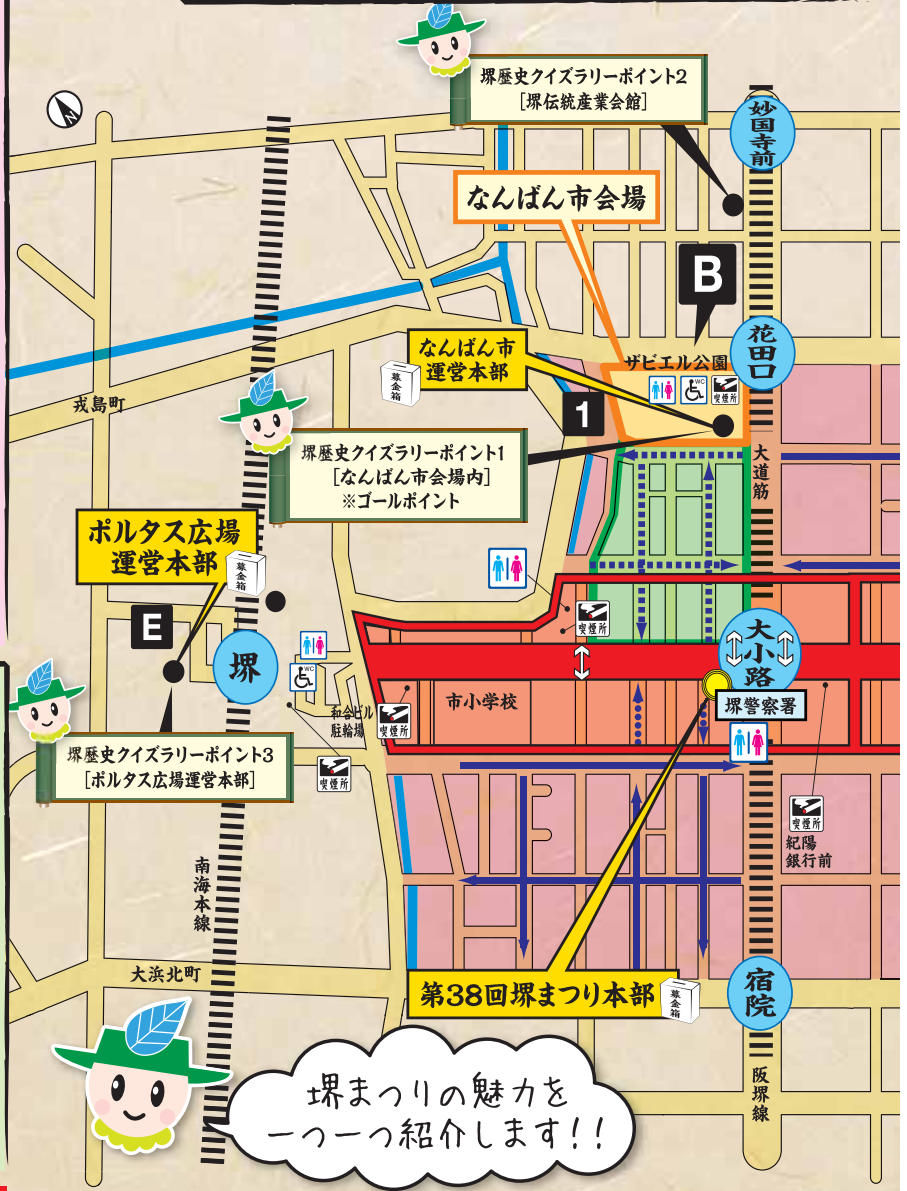 堺歴史クイズラリーポイント2
[堺伝統産業会館]
妙国寺前
なんばん市会場
B
花田口
ザビエル公園
なんばん市
運営本部
募金箱
WC
喫煙所
1
戎島町
堺歴史クイズラリーポイント1
[なんばん市会場内]
※ゴールポイント
大道筋
ポルタス広場
運営本部
募金箱
E
喫煙所
堺
WC
大小路
市小学校
和合ビル
駐輪場
喫煙所
堺警察署
堺歴史クイズラリーポイント3
[ポルタス広場運営本部]
喫煙所
喫煙所
紀陽
銀行前
南海本線
大浜北町
第38回堺まつり本部
募金箱
宿院
阪堺線
堺まつりの魅力を
一つ一つ紹介します!!